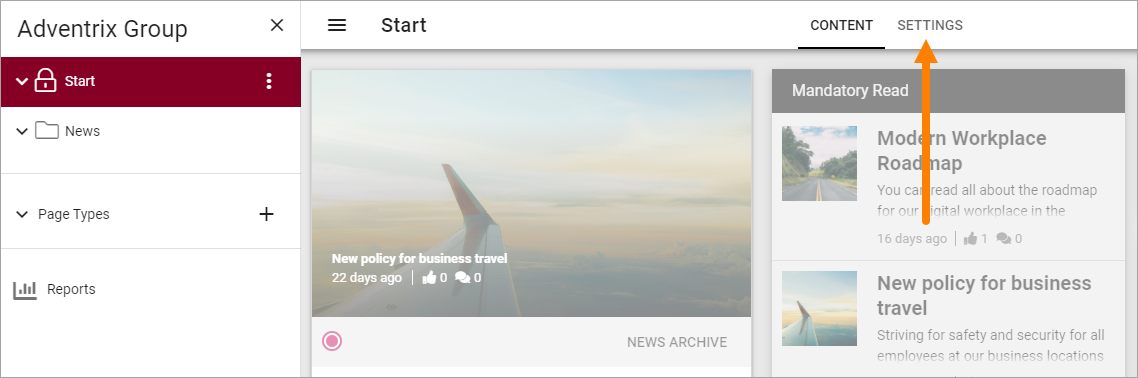 Adventrix Group
Start
News
Page Types
Reports
Start
CONTENT
SETTINGS
New policy for business travel
22 days ago 0 0
NEWS ARCHIVE
Mandatory Read
Modern Workplace
Roadmap
You can read all about the roadmap
for our digital workplace in the
16 days ago 1 0
New policy for business
travel
Striving for safety and security for all
employees at our business locations